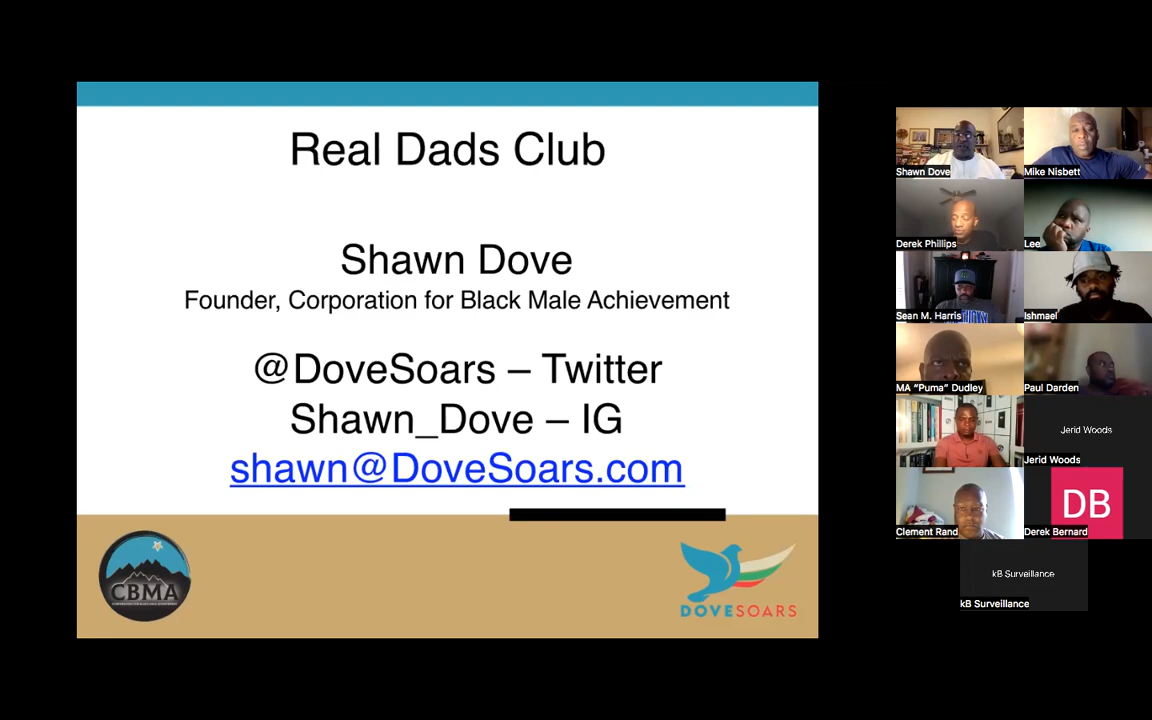 Real Dads Club
Shawn Dove
Founder, Corporation for Black Male Achievement
@DoveSoars – Twitter
Shawn_Dove – IG
shawn@DoveSoars.com
CBMA
DOVESOARS
Shawn Dove
Mike Nisbett
Derek Phillips
Lee
Sean M. Harris
Ishmael
MA “Puma” Dudley
Paul Darden
Jerid Woods
Jerid Woods
Clement Rand
DB
Derek Bernard
kB Surveillance
kB Surveillance